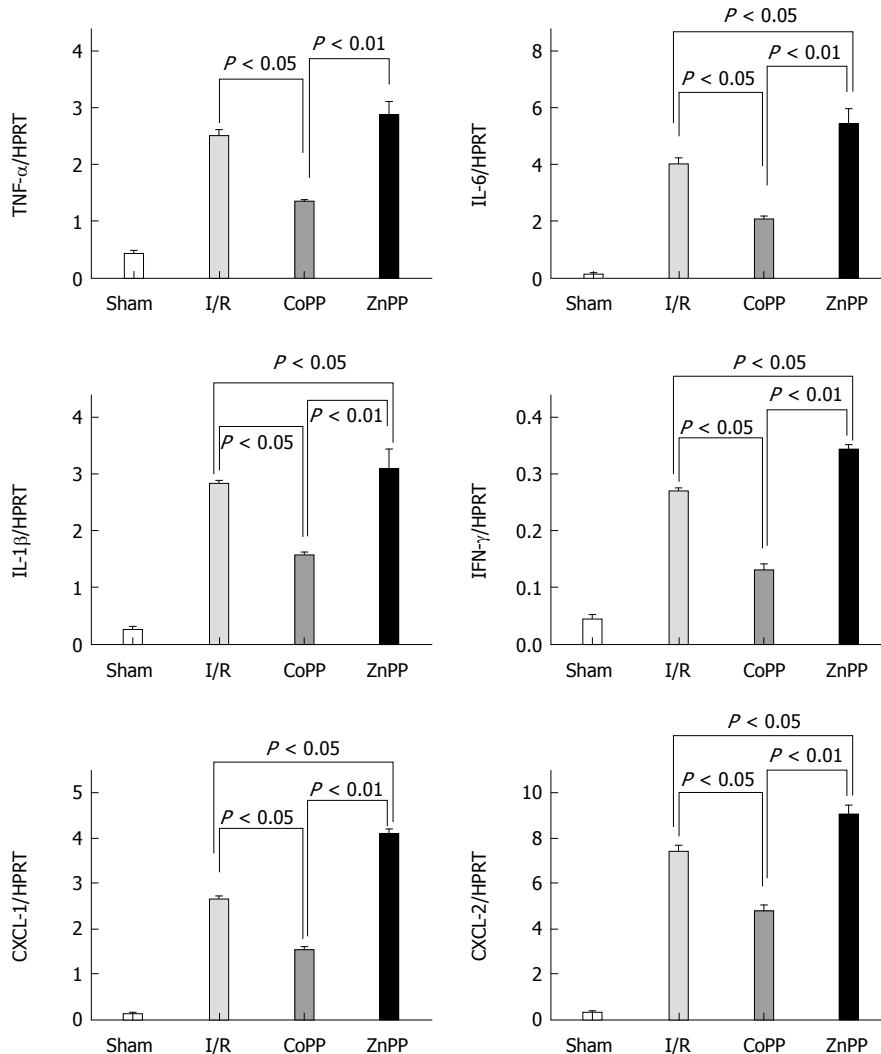 P < 0.01
P < 0.05
4
3
2
1
0
TNF-α/HPRT
Sham I/R CoPP ZnPP
P < 0.05
P < 0.01
P < 0.05
8
6
4
2
0
IL-6/HPRT
Sham I/R CoPP ZnPP
P < 0.05
P < 0.01
P < 0.05
4
3
2
1
0
IL-1β/HPRT
Sham I/R CoPP ZnPP
P < 0.05
P < 0.01
P < 0.05
0.4
0.3
0.2
0.1
0.0
IFN-γ/HPRT
Sham I/R CoPP ZnPP
P < 0.05
P < 0.01
P < 0.05
5
4
3
2
1
0
CXCL-1/HPRT
Sham I/R CoPP ZnPP
P < 0.05
P < 0.01
P < 0.05
10
8
6
4
2
0
CXCL-2/HPRT
Sham I/R CoPP ZnPP